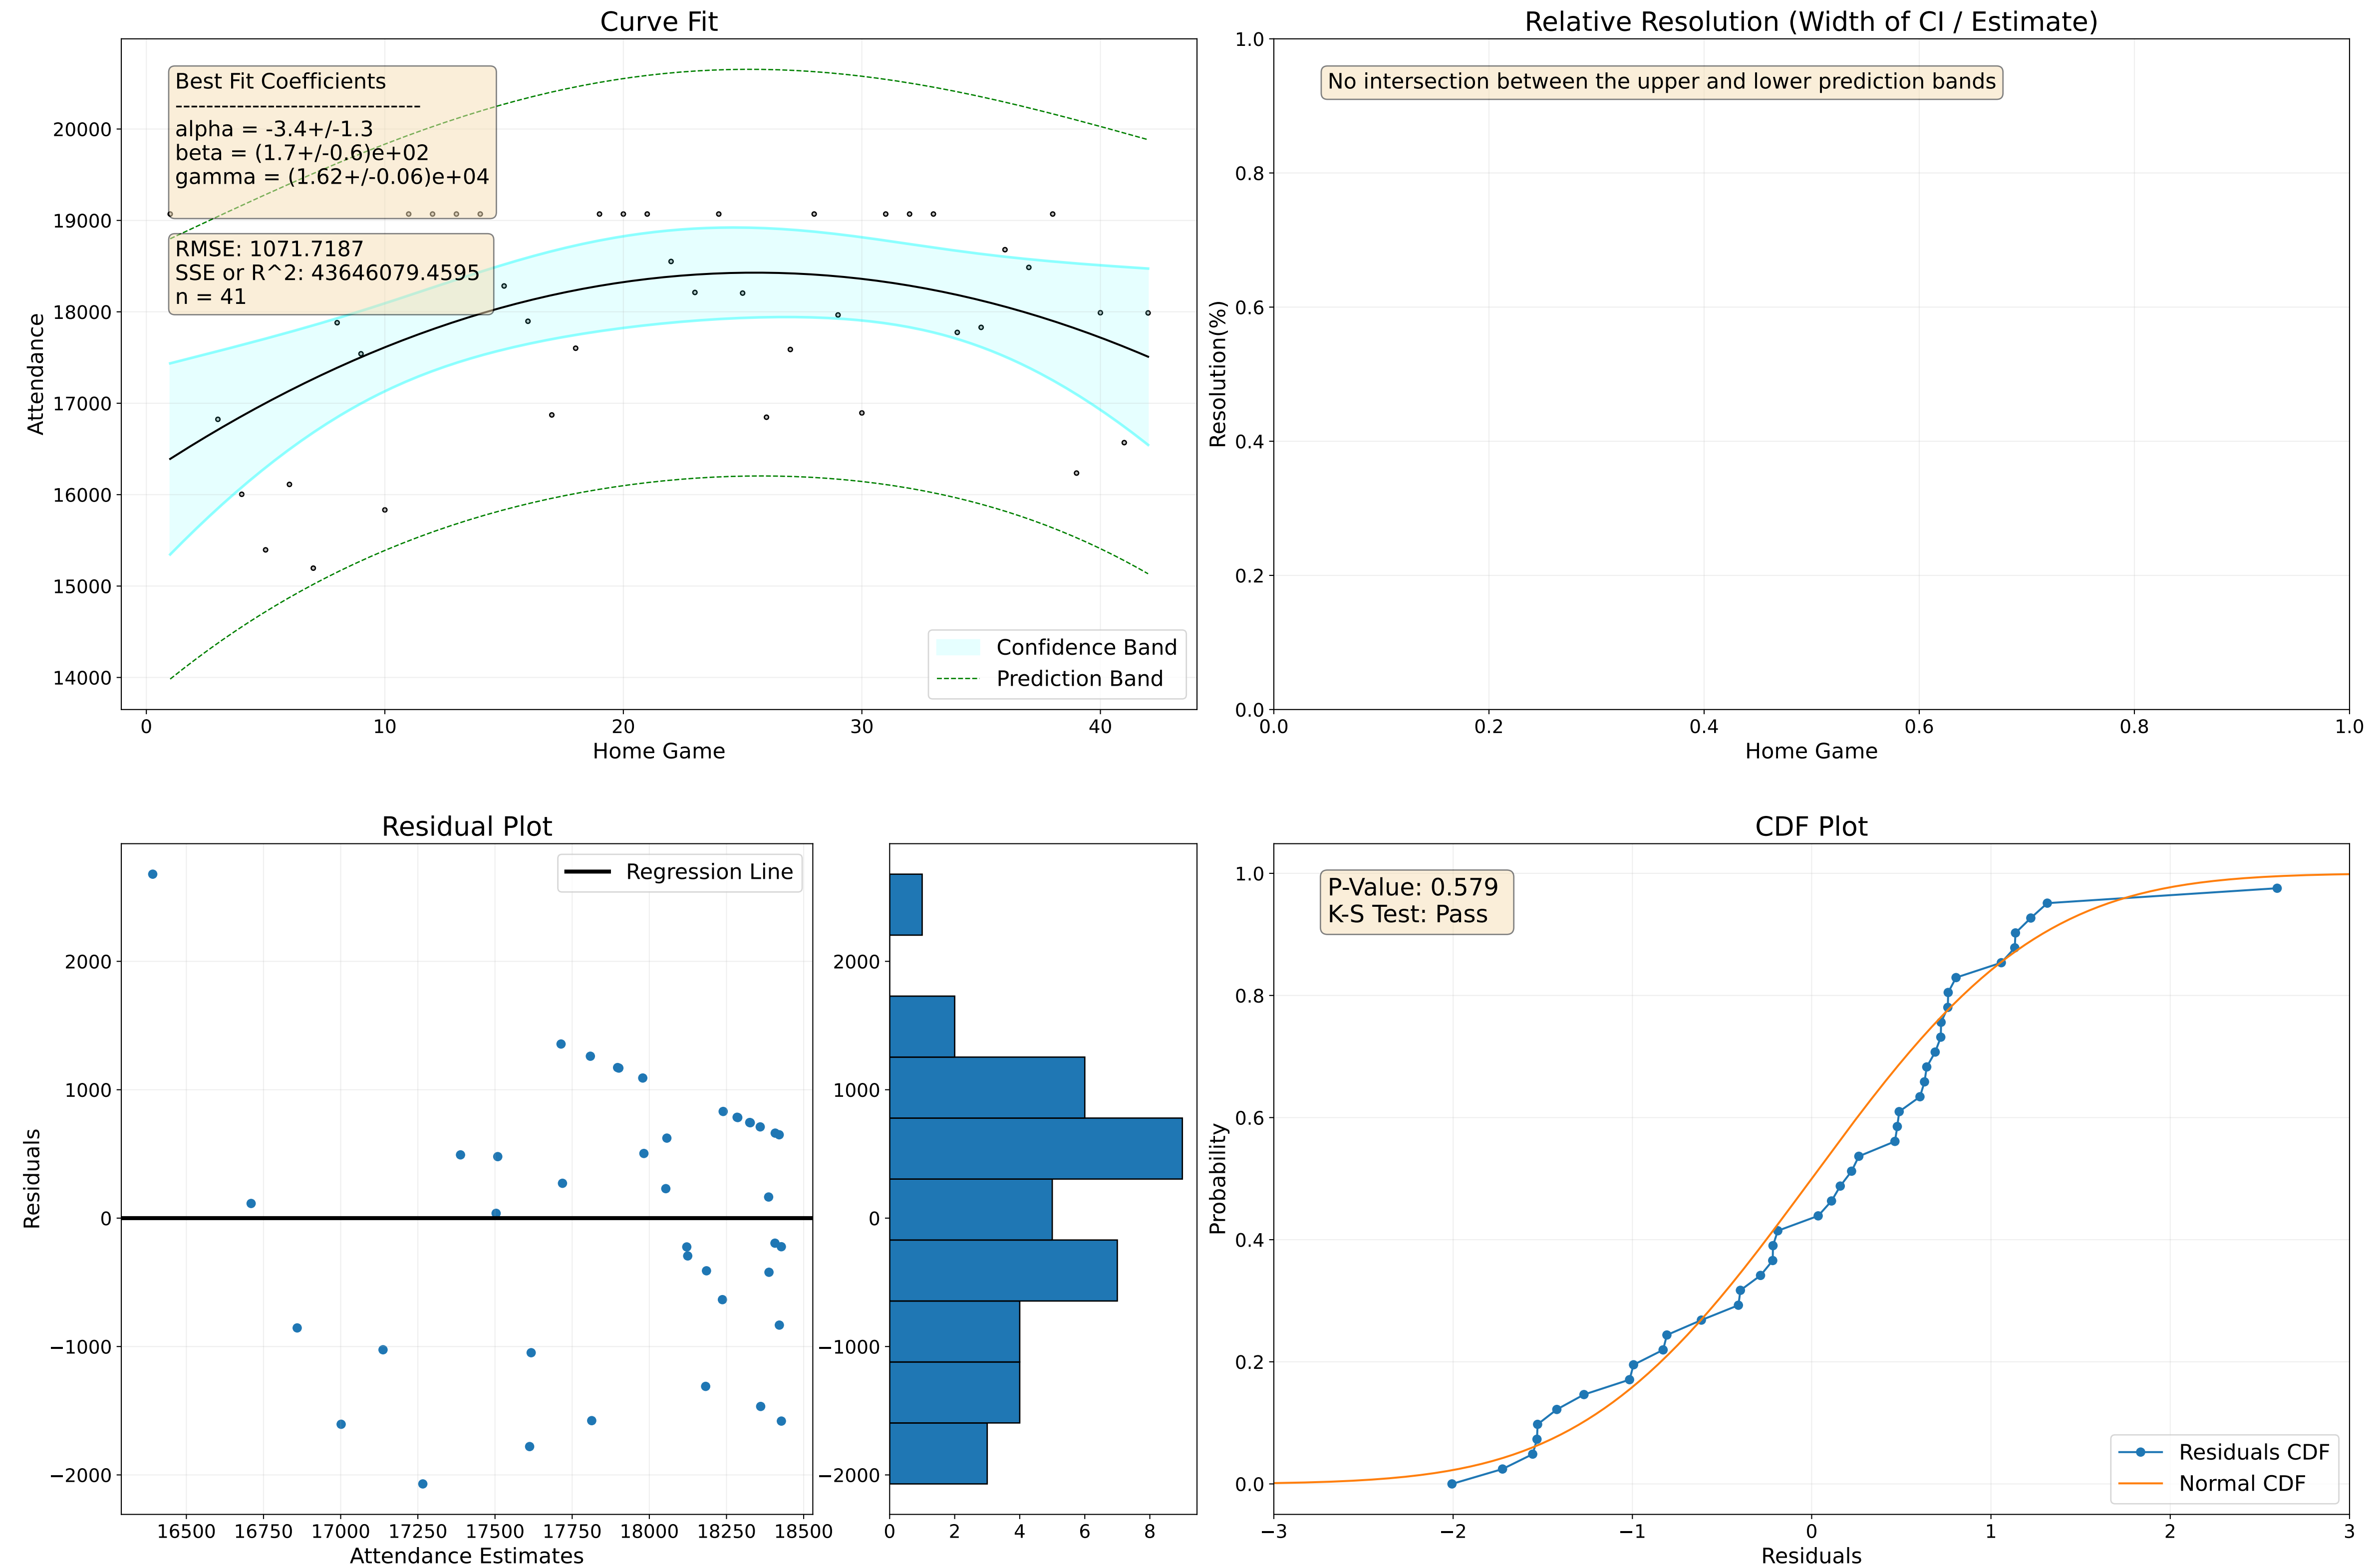 Curve Fit
Best Fit Coefficients
--------------------------------
alpha = -3.4+/-1.3
beta = (1.7+/-0.6)e+02
gamma = (1.62+/-0.06)e+04
RMSE: 1071.7187
SSE or R^2: 43646079.4595
n = 41
Attendance
20000
19000
18000
17000
16000
15000
14000
Confidence Band
Prediction Band
0
10
20
30
40
Home Game
Relative Resolution (Width of CI / Estimate)
No intersection between the upper and lower prediction bands
Resolution(%)
1.0
0.8
0.6
0.4
0.2
0.0
0.0
0.2
0.4
0.6
0.8
1.0
Home Game
Residual Plot
Regression Line
Residuals
2000
1000
0
−1000
−2000
16500
16750
17000
17250
17500
17750
18000
18250
18500
Attendance Estimates
2000
1000
0
−1000
−2000
0
2
4
6
8
CDF Plot
P-Value: 0.579
K-S Test: Pass
Probability
1.0
0.8
0.6
0.4
0.2
0.0
Residuals CDF
Normal CDF
−3
−2
−1
0
1
2
3
Residuals